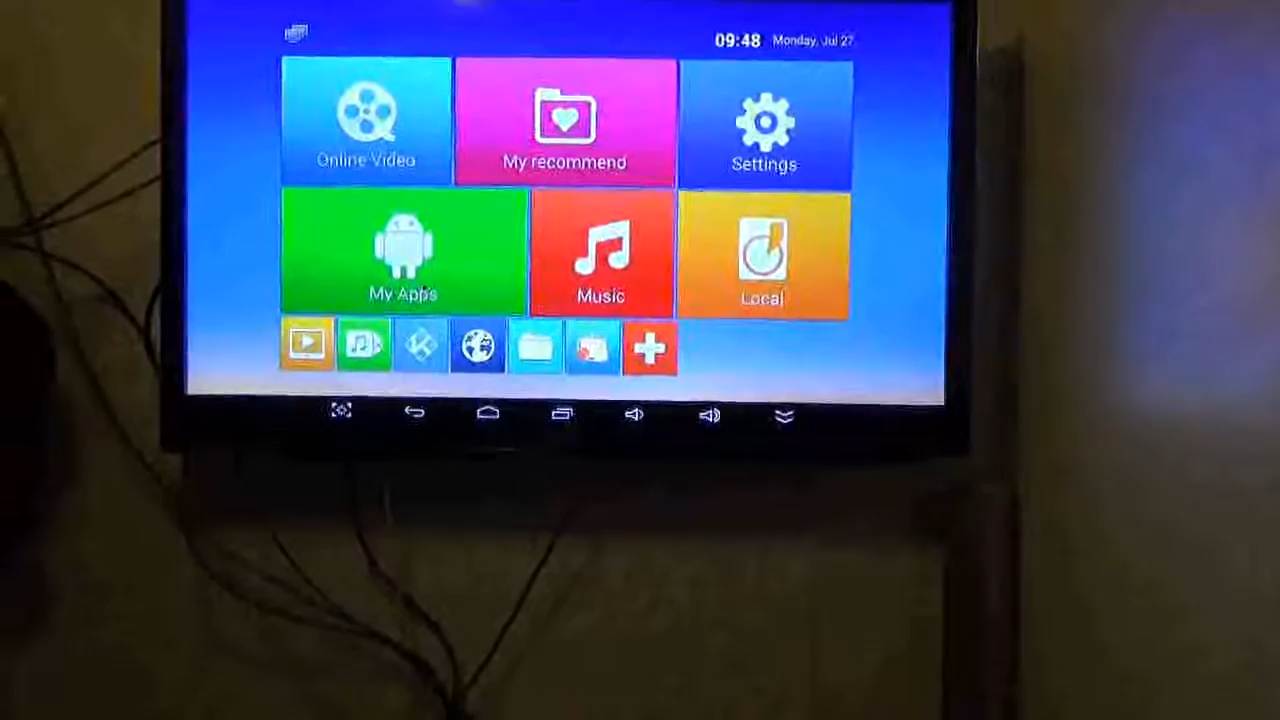 09:48 Monday, Jul 27
Online Video
My recommend
Settings
My Apps
Music
Local